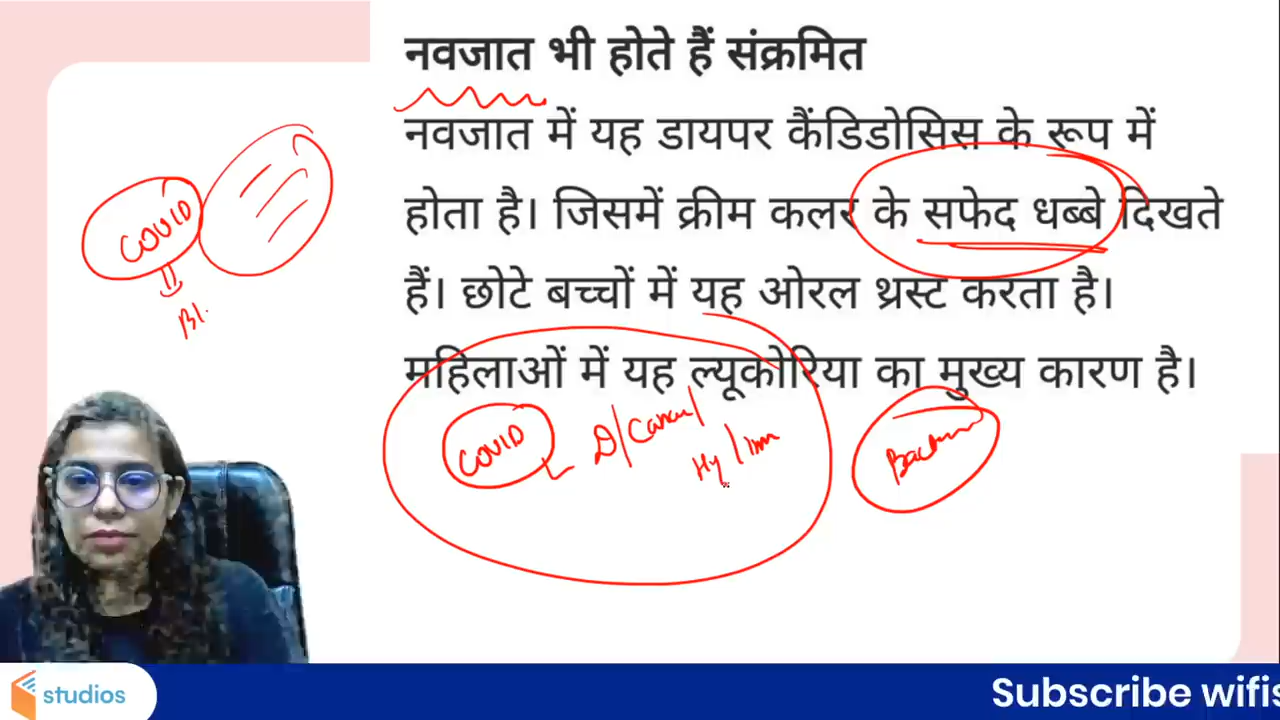 नवजात भी होते हैं संक्रमित
नवजात में यह डायपर कैंडिडोसिस के रूप में
होता है। जिसमें क्रीम कलर के सफेद धब्बे दिखते
हैं। छोटे बच्चों में यह ओरल थ्रस्ट करता है।
महिलाओं में यह ल्यूकोरिया का मुख्य कारण है।
COVID
COVID
studios
Subscribe wifis